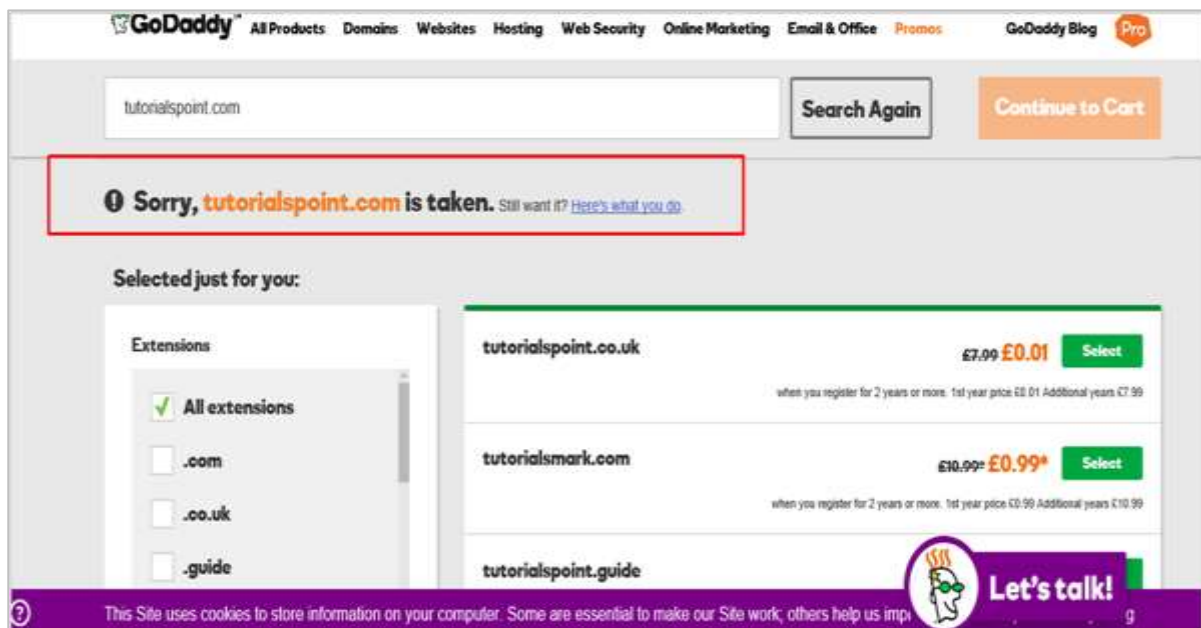 GoDaddy™ All Products Domains Websites Hosting Web Security Online Marketing Email & Office Promos GoDaddy Blog Pro
tutorialspoint.com Search Again Continue to Cart
Sorry, tutorialspoint.com is taken. Still want it? Here's what you do.
Selected just for you:
Extensions
All extensions
.com
.co.uk
.guide
tutorialspoint.co.uk £7.99 £0.01 Select
when you register for 2 years or more. 1st year price £0.01 Additional years £7.99
tutorialsmark.com £10.99* £0.99* Select
when you register for 2 years or more. 1st year price £0.99 Additional years £10.99
tutorialspoint.guide
Let's talk!
This Site uses cookies to store information on your computer. Some are essential to make our Site work; others help us